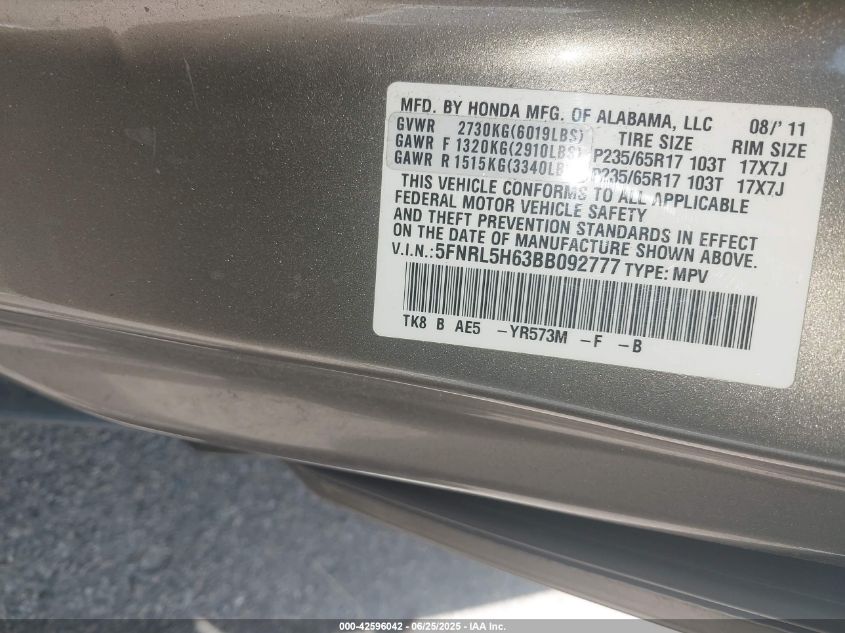 MFD. BY HONDA MFG. OF ALABAMA, LLC 08/'11
GVWR 2730KG(6019LBS) TIRE SIZE RIM SIZE
GAWR F 1320KG(2910LBS) P235/65R17 103T 17X7J
GAWR R 1515KG(3340LB P235/65R17 103T 17X7J
THIS VEHICLE CONFORMS TO ALL APPLICABLE
FEDERAL MOTOR VEHICLE SAFETY
AND THEFT PREVENTION STANDARDS IN EFFECT
ON THE DATE OF MANUFACTURE SHOWN ABOVE.
V.I.N.: 5FNRL5H63BB092777 TYPE: MPV
TK8 B AE5 -YR573M -F -B
000-42596042 / 06/25/2025 - IAA Inc.